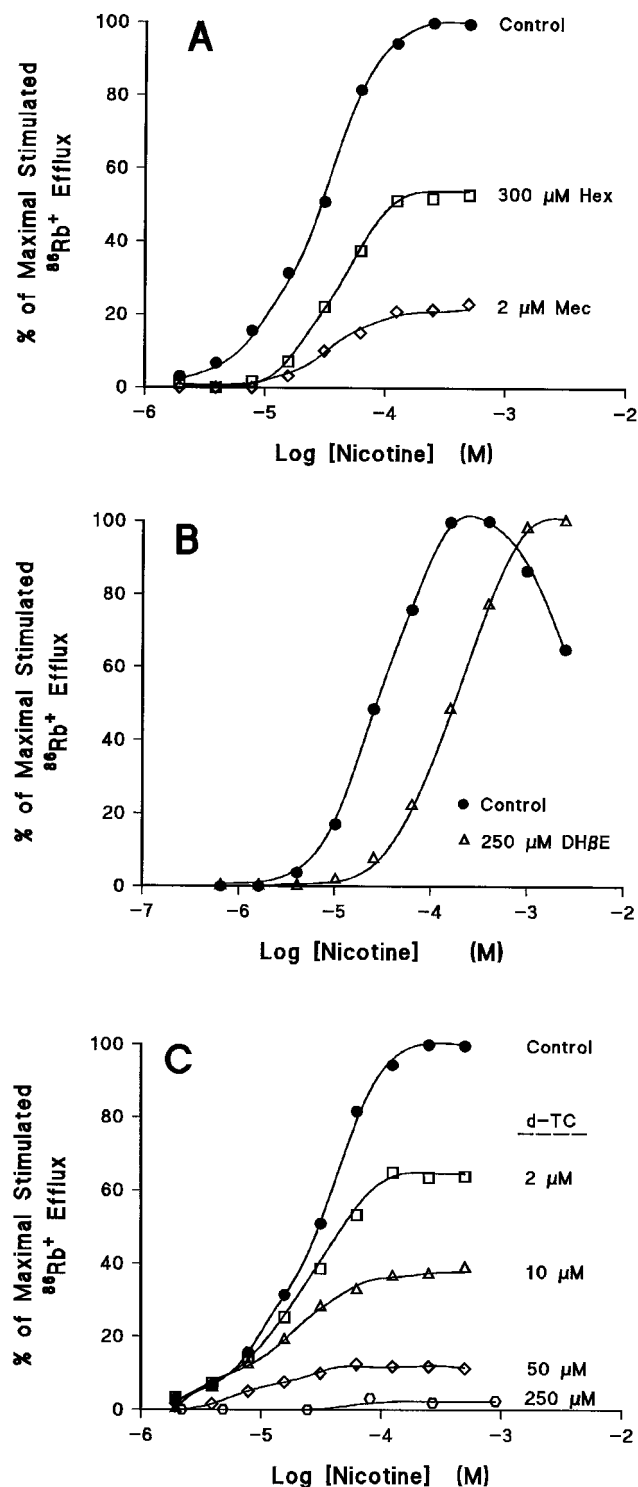 A
% of Maximal Stimulated
⁸⁶Rb⁺ Efflux
100
80
60
40
20
0
Control
300 µM Hex
2 µM Mec
−6 −5 −4 −3 −2
Log [Nicotine] (M)
B
% of Maximal Stimulated
⁸⁶Rb⁺ Efflux
100
80
60
40
20
0
Control
250 µM DHβE
−7 −6 −5 −4 −3 −2
Log [Nicotine] (M)
C
% of Maximal Stimulated
⁸⁶Rb⁺ Efflux
100
80
60
40
20
0
Control
d-TC
2 µM
10 µM
50 µM
250 µM
−6 −5 −4 −3 −2
Log [Nicotine] (M)